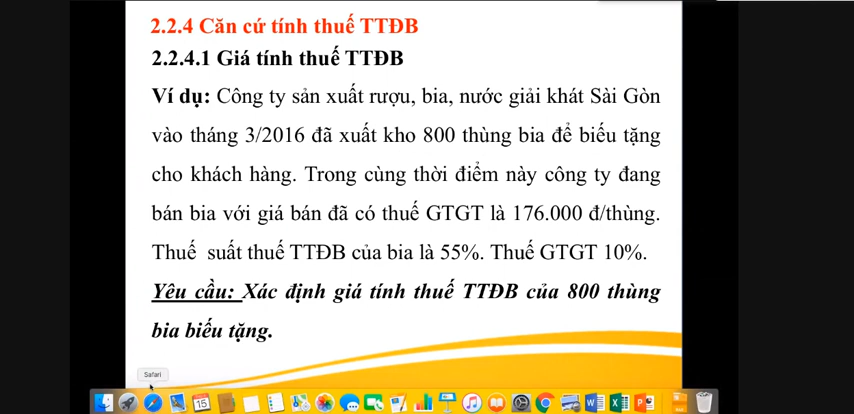 2.2.4 Căn cứ tính thuế TTĐB
2.2.4.1 Giá tính thuế TTĐB
Ví dụ: Công ty sản xuất rượu, bia, nước giải khát Sài Gòn
vào tháng 3/2016 đã xuất kho 800 thùng bia để biếu tặng
cho khách hàng. Trong cùng thời điểm này công ty đang
bán bia với giá bán đã có thuế GTGT là 176.000 đ/thùng.
Thuế suất thuế TTĐB của bia là 55%. Thuế GTGT 10%.
Yêu cầu: Xác định giá tính thuế TTĐB của 800 thùng
bia biếu tặng.
Safari
15